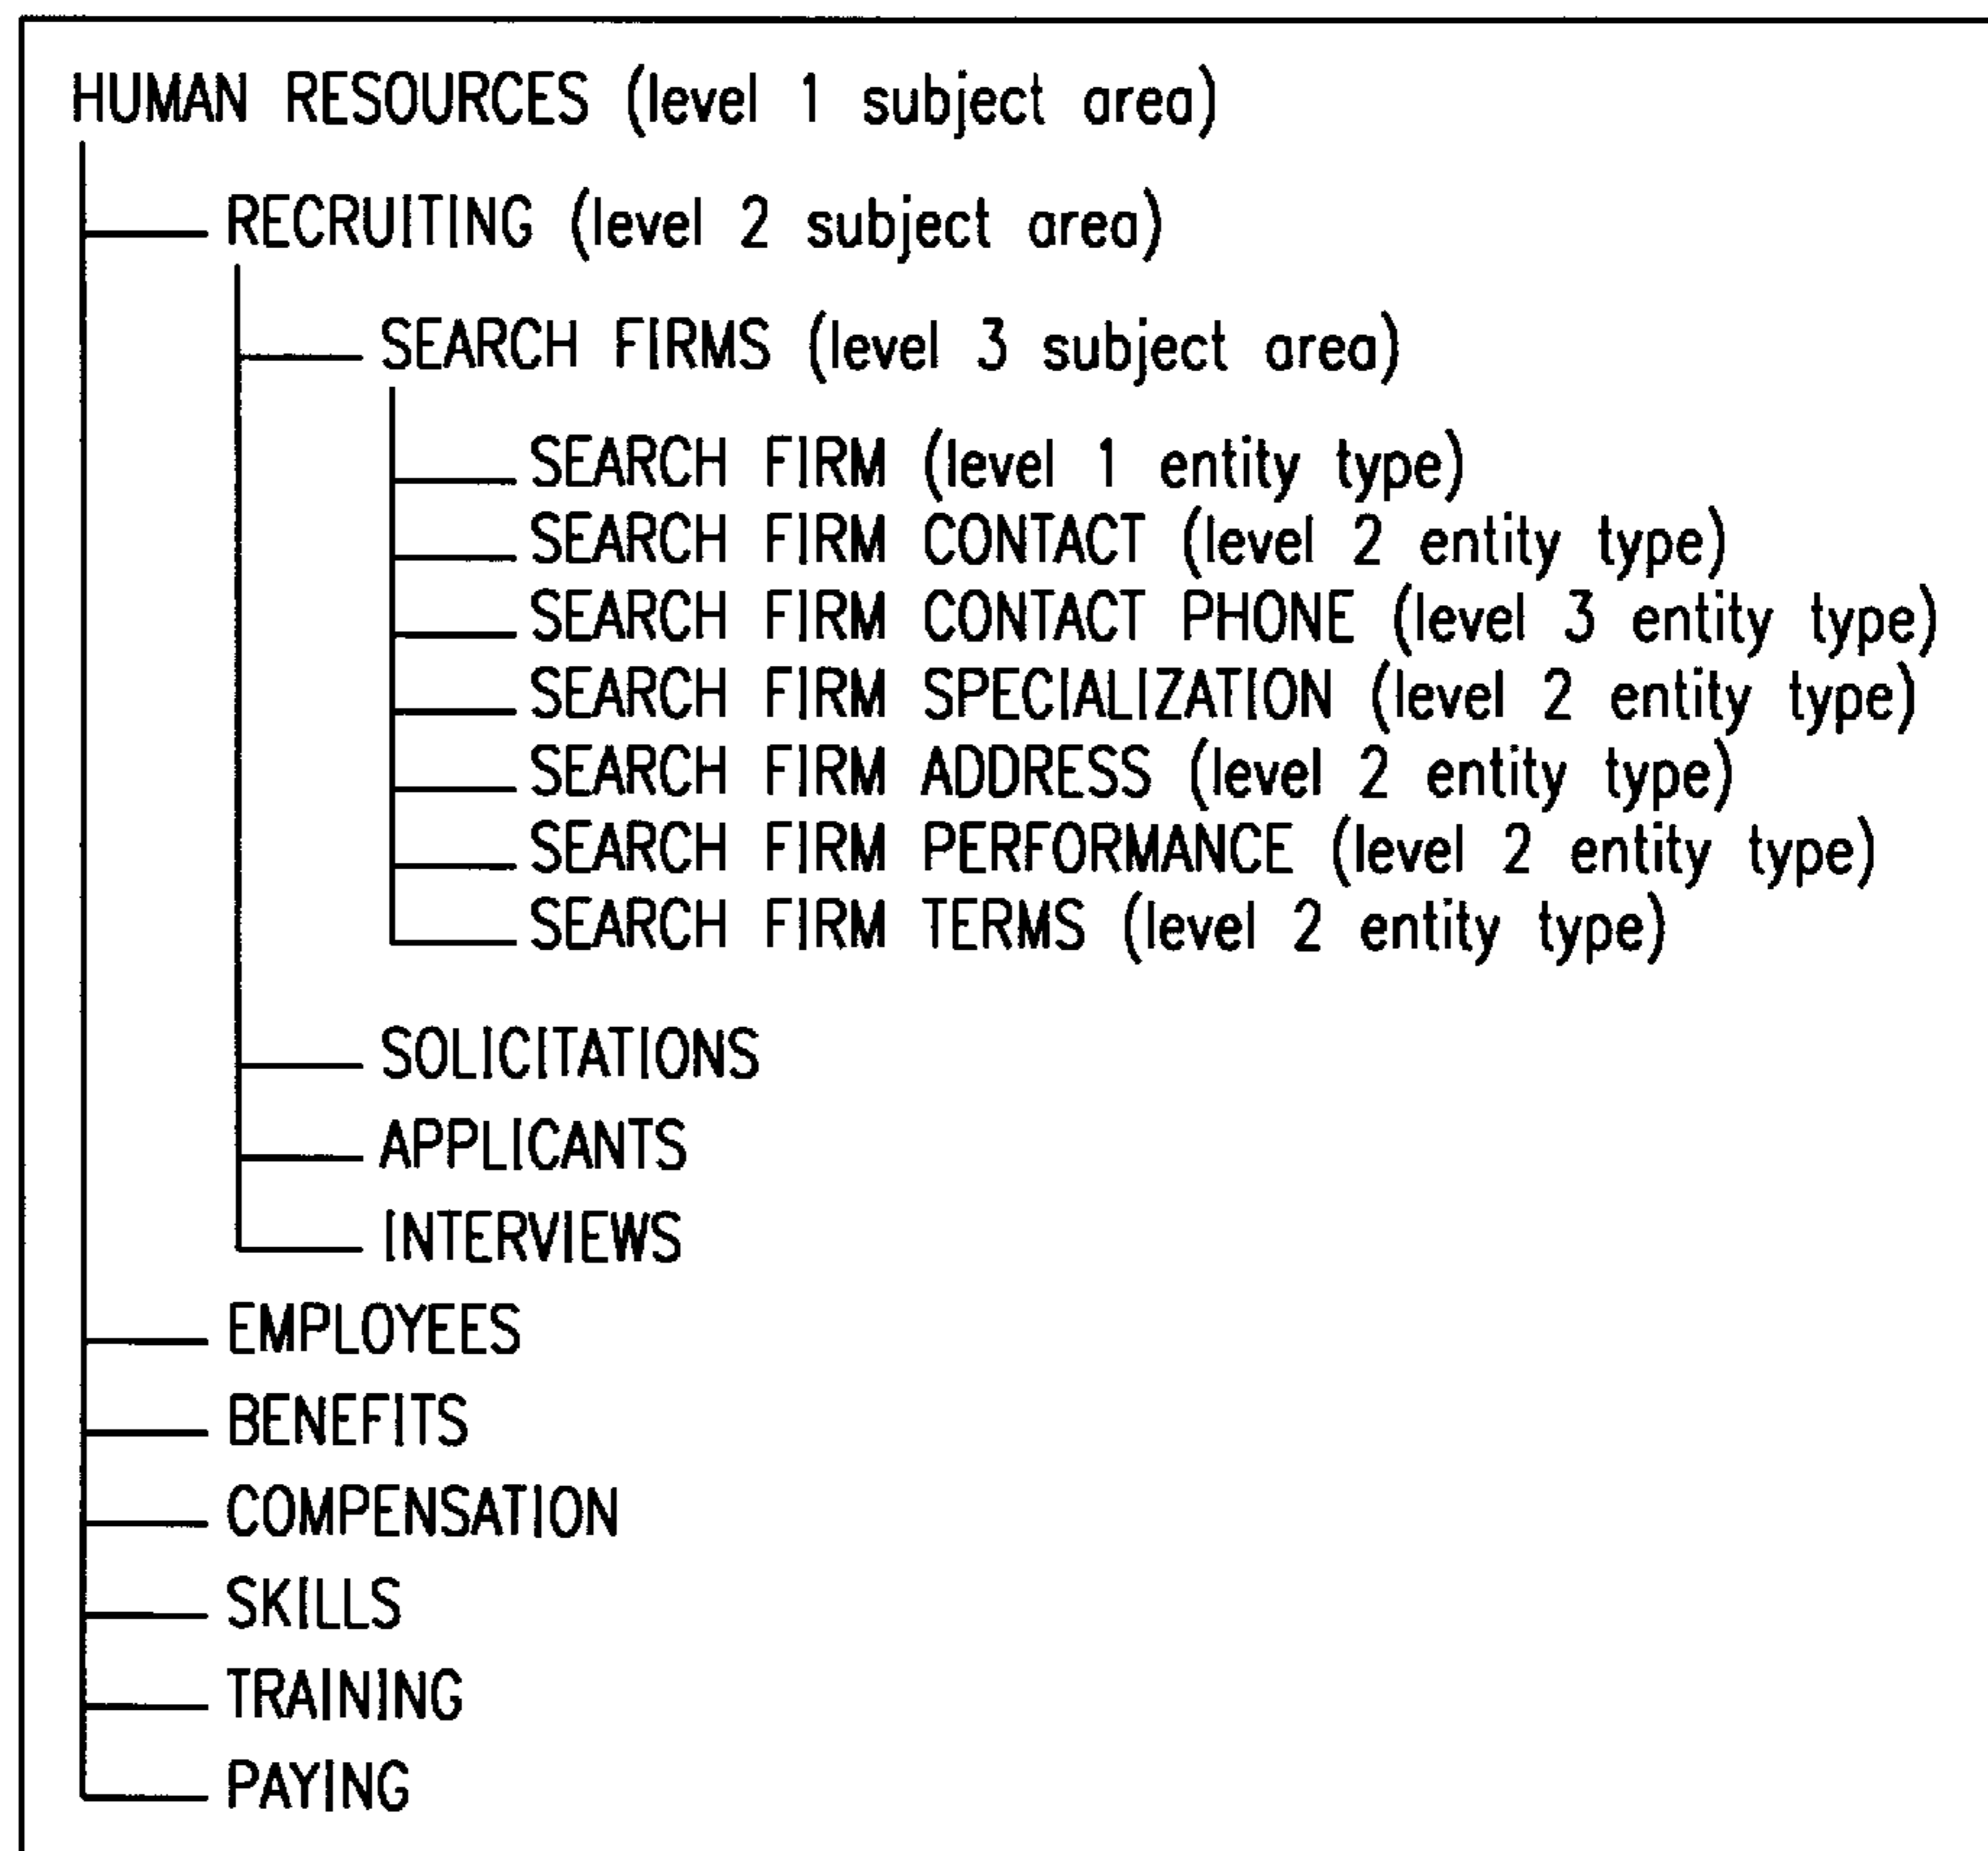 HUMAN RESOURCES (level 1 subject area)
RECRUITING (level 2 subject area)
SEARCH FIRMS (level 3 subject area)
SEARCH FIRM (level 1 entity type)
SEARCH FIRM CONTACT (level 2 entity type)
SEARCH FIRM CONTACT PHONE (level 3 entity type)
SEARCH FIRM SPECIALIZATION (level 2 entity type)
SEARCH FIRM ADDRESS (level 2 entity type)
SEARCH FIRM PERFORMANCE (level 2 entity type)
SEARCH FIRM TERMS (level 2 entity type)
SOLICITATIONS
APPLICANTS
INTERVIEWS
EMPLOYEES
BENEFITS
COMPENSATION
SKILLS
TRAINING
PAYING